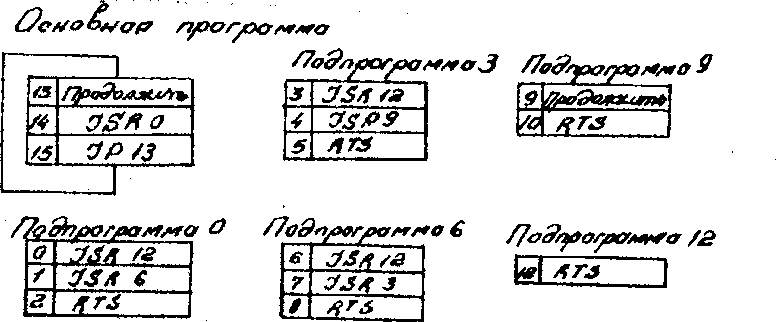 Основная программа
13 Продолжить
14 JSR 0
15 JP 13
Подпрограмма 3
3 JSR 12
4 JSR 9
5 RTS
Подпрограмма 9
9 Продолжить
10 RTS
Подпрограмма 0
0 JSR 12
1 JSR 6
2 RTS
Подпрограмма 6
6 JSR 12
7 JSR 3
8 RTS
Подпрограмма 12
12 RTS